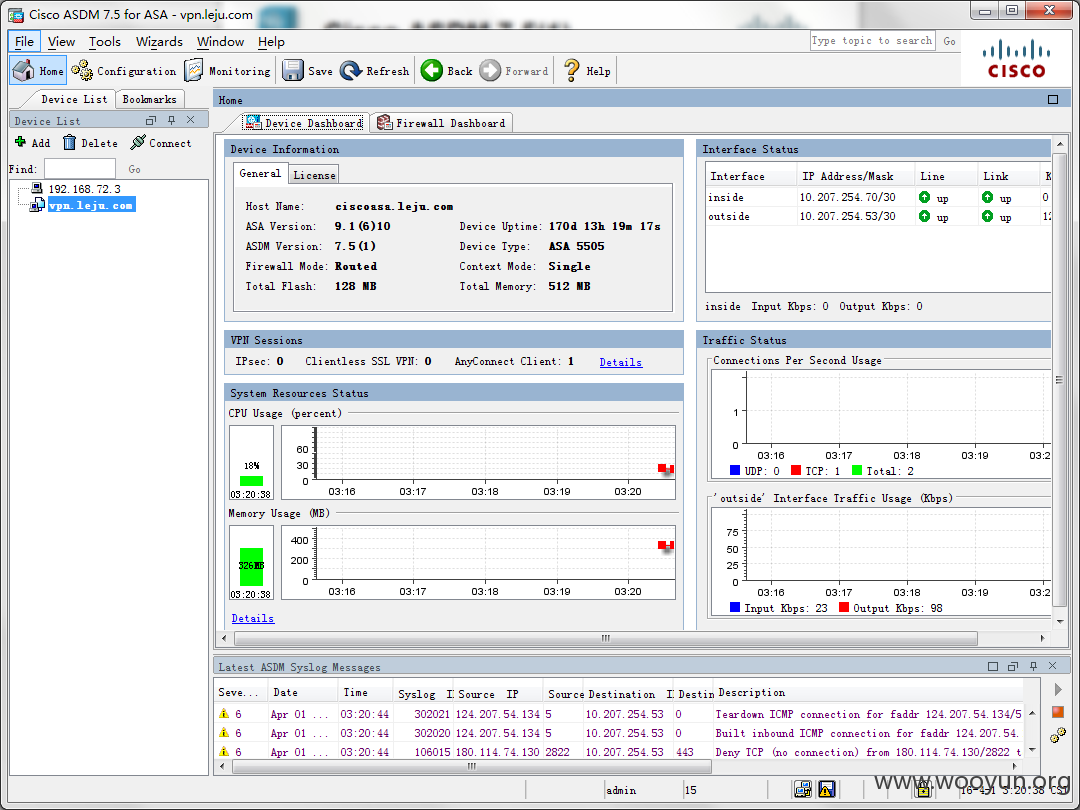 Cisco ASDM 7.5 for ASA - vpn.leju.com
File View Tools Wizards Window Help
Type topic to search Go
Home Configuration Monitoring Save Refresh Back Forward Help
CISCO
Device List Bookmarks
Device List
Add Delete Connect
Find: Go
192.168.72.3
vpn.leju.com
Home
Device Dashboard Firewall Dashboard
Device Information
General License
Host Name: ciscoasa.leju.com
ASA Version: 9.1(6)10 Device Uptime: 170d 13h 19m 17s
ASDM Version: 7.5(1) Device Type: ASA 5505
Firewall Mode: Routed Context Mode: Single
Total Flash: 128 MB Total Memory: 512 MB
Interface Status
Interface IP Address/Mask Line Link K
inside 10.207.254.70/30 up up 0
outside 10.207.254.53/30 up up 12
inside Input Kbps: 0 Output Kbps: 0
VPN Sessions
IPsec: 0 Clientless SSL VPN: 0 AnyConnect Client: 1 Details
System Resources Status
CPU Usage (percent)
18%
03:20:38
60
30
0
03:16 03:17 03:18 03:19 03:20
Memory Usage (MB)
326MB
03:20:38
400
200
0
03:16 03:17 03:18 03:19 03:20
Details
Traffic Status
Connections Per Second Usage
1
0
03:16 03:17 03:18 03:19 03:2
UDP: 0 TCP: 1 Total: 2
'outside' Interface Traffic Usage (Kbps)
75
50
25
0
03:16 03:17 03:18 03:19 03:2
Input Kbps: 23 Output Kbps: 98
Latest ASDM Syslog Messages
Seve... Date Time Syslog I Source IP Source Destination I Destin Description
6 Apr 01 ... 03:20:44 302021 124.207.54.134 5 10.207.254.53 0 Teardown ICMP connection for faddr 124.207.54.134/5
6 Apr 01 ... 03:20:44 302020 124.207.54.134 5 10.207.254.53 0 Built inbound ICMP connection for faddr 124.207.54.
6 Apr 01 ... 03:20:44 106015 180.114.74.130 2822 10.207.254.53 443 Deny TCP (no connection) from 180.114.74.130/2822 t
admin 15 16-4-1 3:20:38 CST
www.wooyun.org